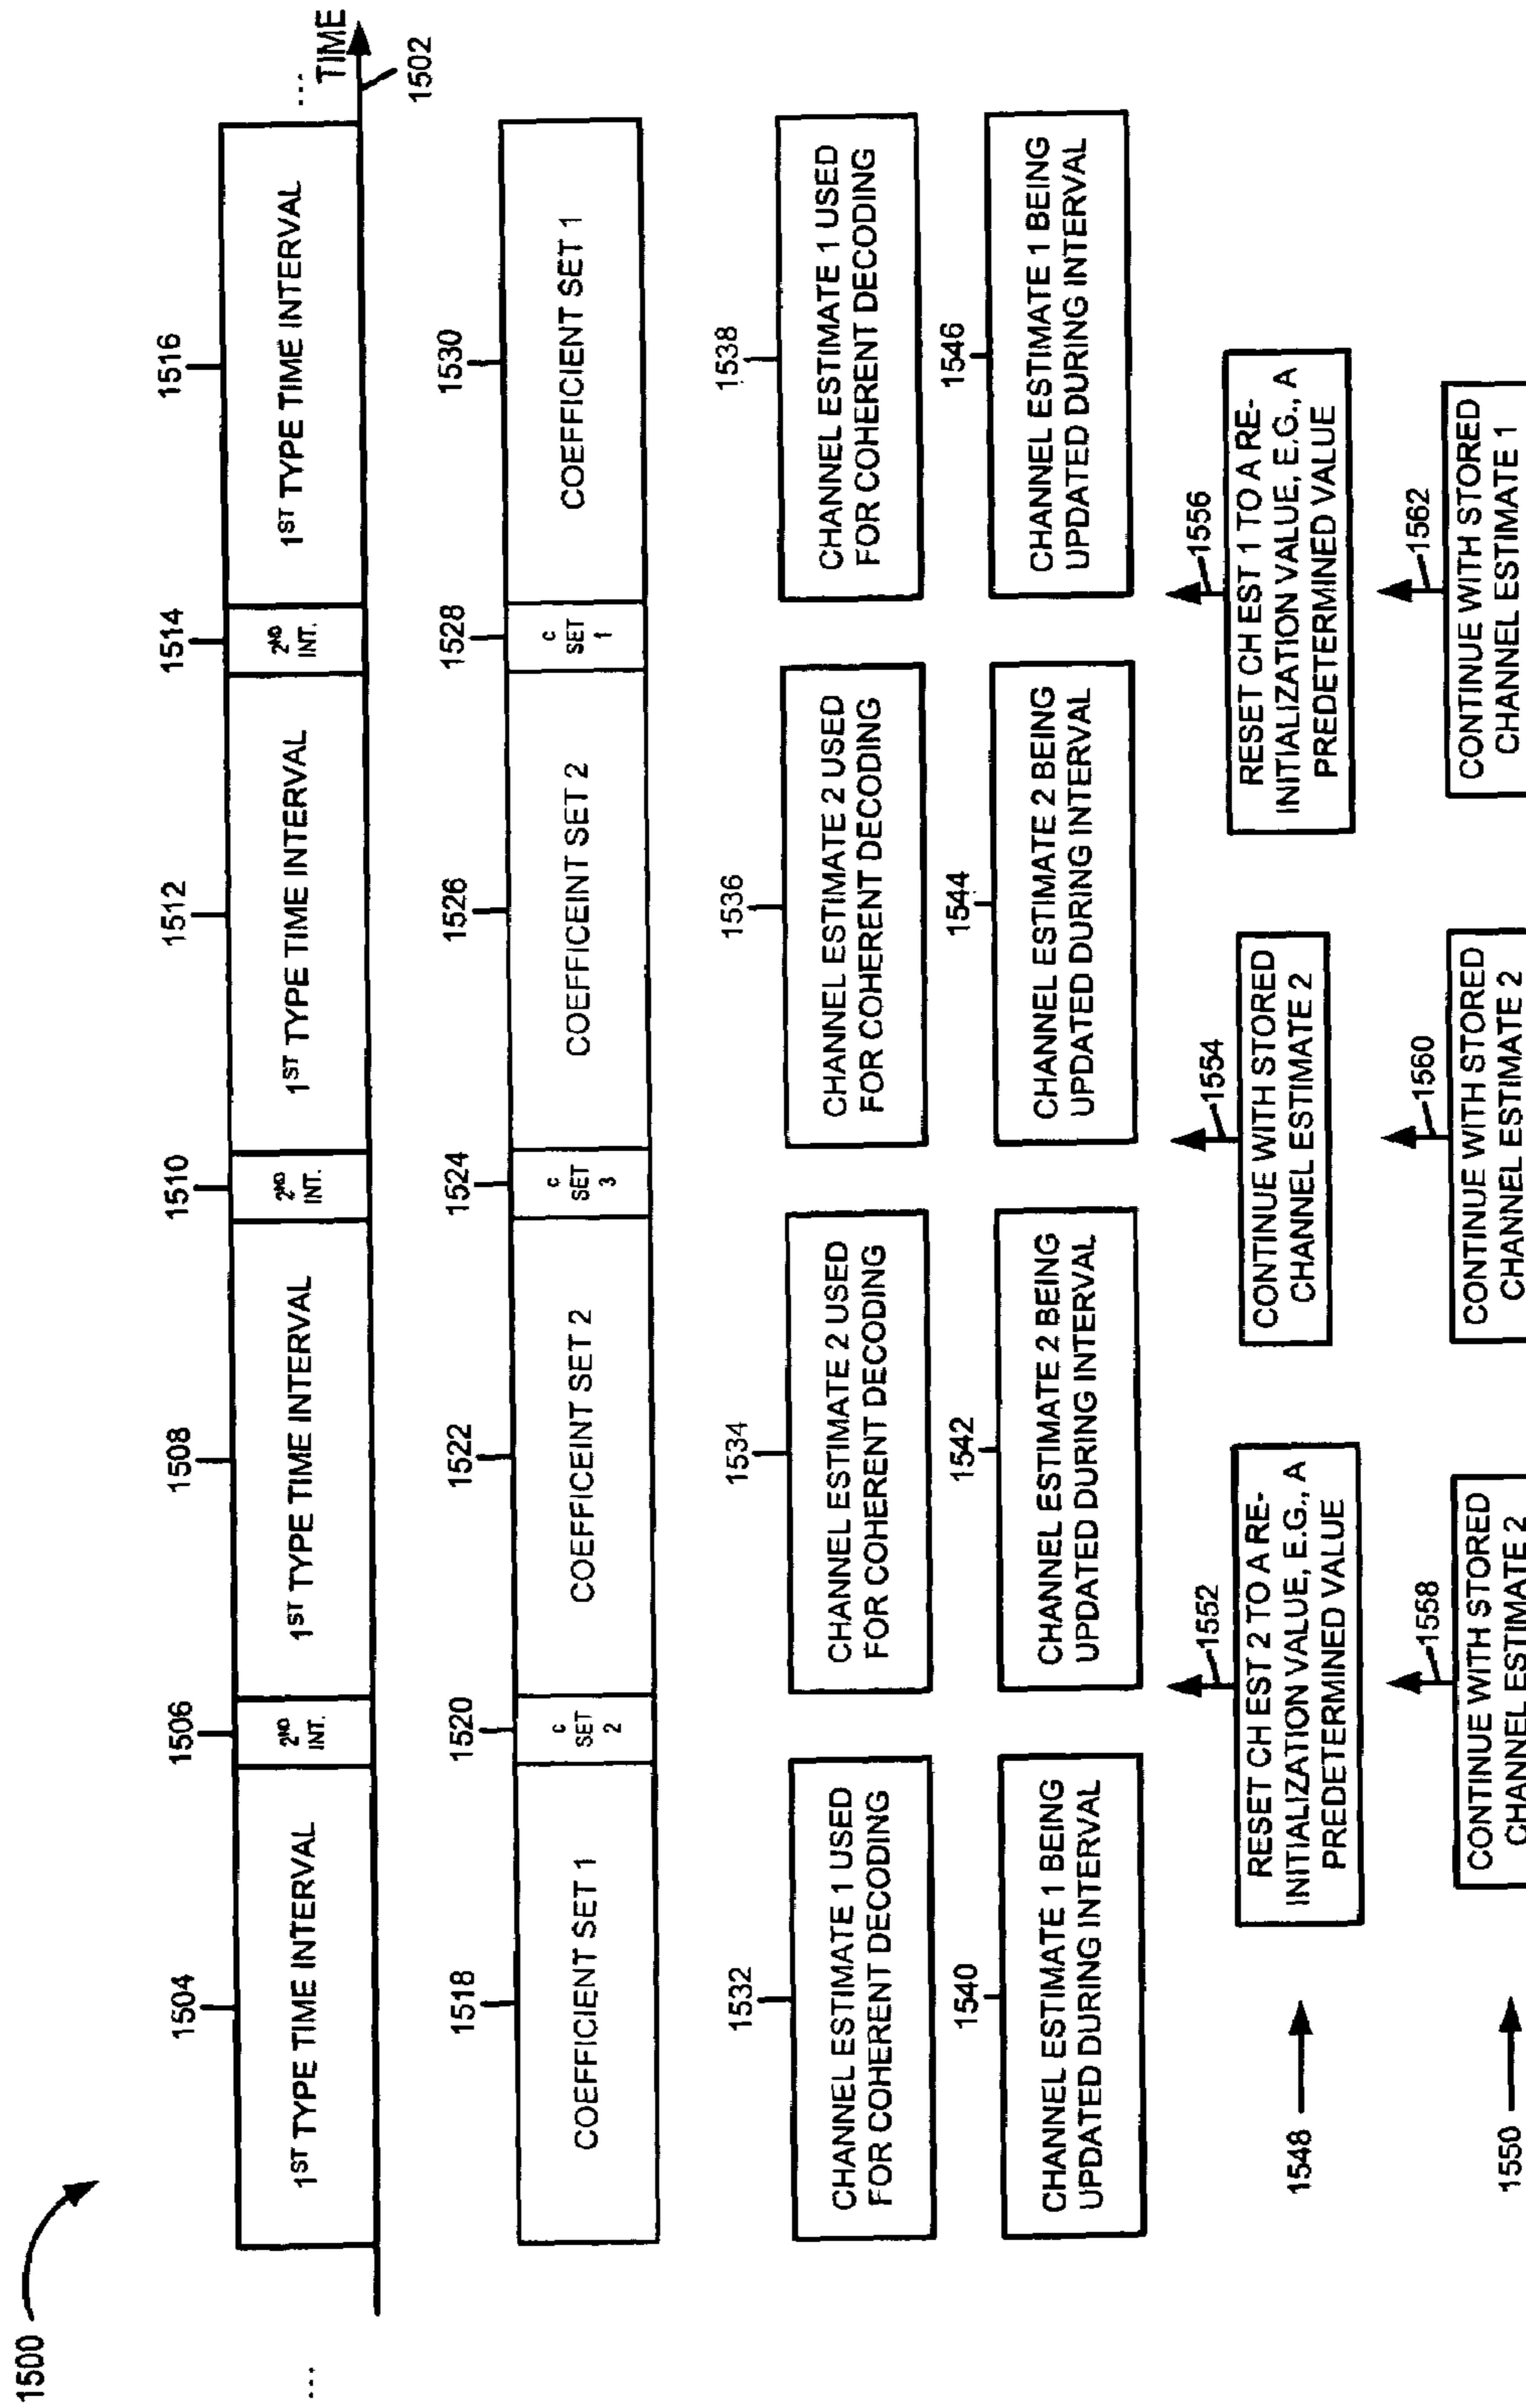 1500
...
1504
1506
1508
1510
1512
1514
1516
1ST TYPE TIME INTERVAL
2ND
INT.
1ST TYPE TIME INTERVAL
2ND
INT.
1ST TYPE TIME INTERVAL
2ND
INT.
1ST TYPE TIME INTERVAL
...
TIME
1502
1518
1520
1522
1524
1526
1528
1530
COEFFICIENT SET 1
C
SET
2
COEFFICEINT SET 2
C
SET
3
COEFFICEINT SET 2
C
SET
1
COEFFICIENT SET 1
1532
1534
1536
1538
CHANNEL ESTIMATE 1 USED
FOR COHERENT DECODING
CHANNEL ESTIMATE 2 USED
FOR COHERENT DECODING
CHANNEL ESTIMATE 2 USED
FOR COHERENT DECODING
CHANNEL ESTIMATE 1 USED
FOR COHERENT DECODING
1540
1542
1544
1546
CHANNEL ESTIMATE 1 BEING
UPDATED DURING INTERVAL
CHANNEL ESTIMATE 2 BEING
UPDATED DURING INTERVAL
CHANNEL ESTIMATE 2 BEING
UPDATED DURING INTERVAL
CHANNEL ESTIMATE 1 BEING
UPDATED DURING INTERVAL
1548
1552
RESET CH EST 2 TO A RE-
INITIALIZATION VALUE, E.G., A
PREDETERMINED VALUE
1554
CONTINUE WITH STORED
CHANNEL ESTIMATE 2
1556
RESET CH EST 1 TO A RE-
INITIALIZATION VALUE, E.G., A
PREDETERMINED VALUE
1550
1558
CONTINUE WITH STORED
CHANNEL ESTIMATE 2
1560
CONTINUE WITH STORED
CHANNEL ESTIMATE 2
1562
CONTINUE WITH STORED
CHANNEL ESTIMATE 1